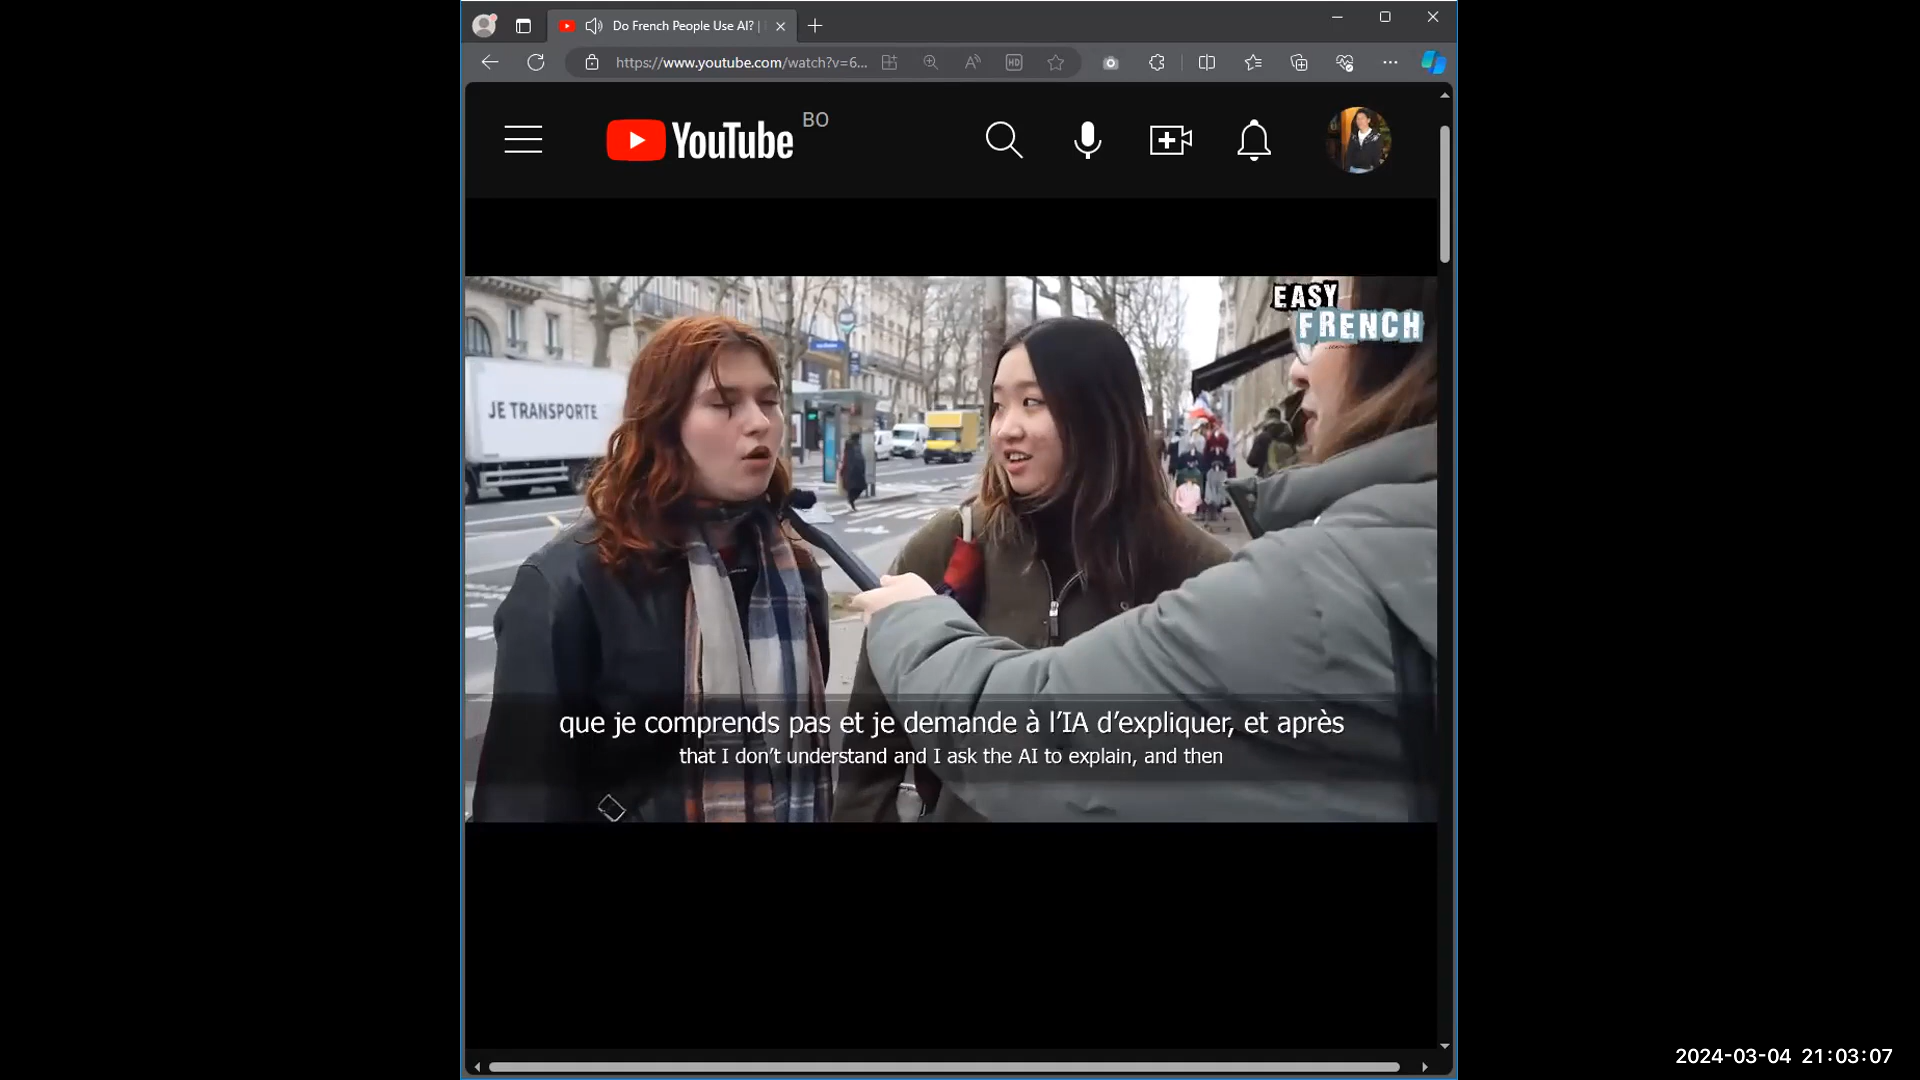 Do French People Use AI? |
https://www.youtube.com/watch?v=6...
HD
YouTube
BO
EASY
FRENCH
JE TRANSPORTE
que je comprends pas et je demande à l’IA d’expliquer, et après
that I don’t understand and I ask the AI to explain, and then
2024-03-04 21:03:07